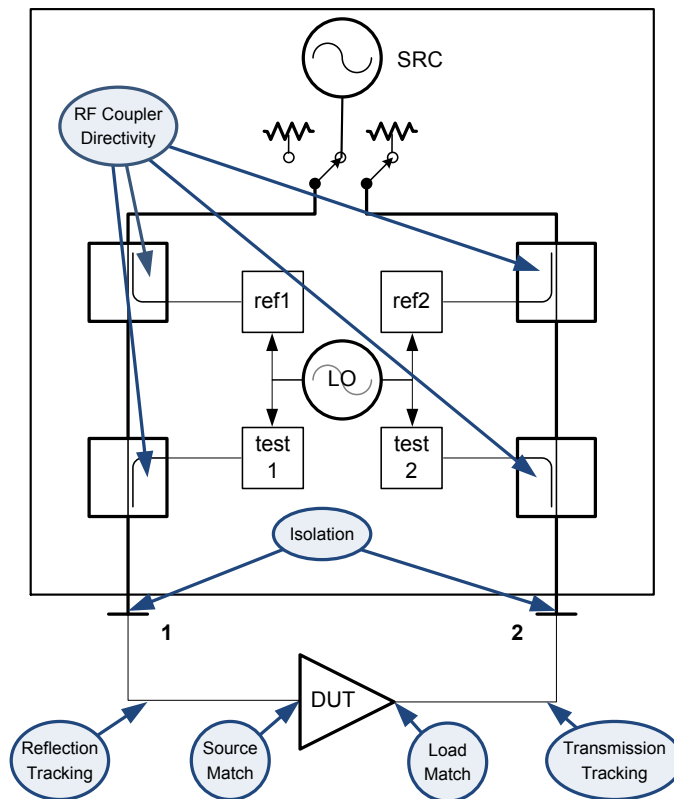 SRC
RF Coupler
Directivity
ref1
ref2
LO
test
1
test
2
Isolation
1
2
DUT
Reflection
Tracking
Source
Match
Load
Match
Transmission
Tracking